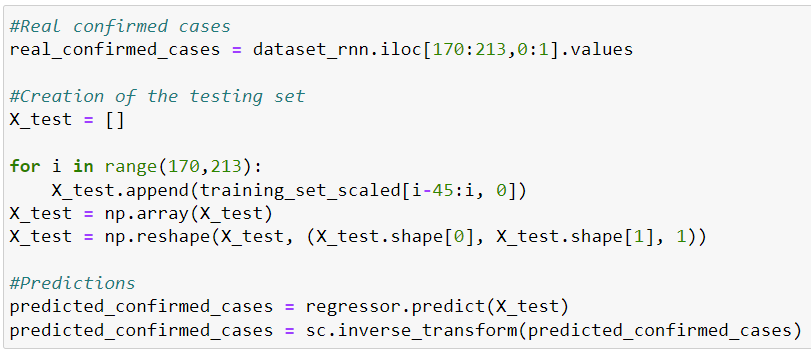 #Real confirmed cases
real_confirmed_cases = dataset_rnn.iloc[170:213,0:1].values

#Creation of the testing set
X_test = []

for i in range(170,213):
    X_test.append(training_set_scaled[i-45:i, 0])
X_test = np.array(X_test)
X_test = np.reshape(X_test, (X_test.shape[0], X_test.shape[1], 1))

#Predictions
predicted_confirmed_cases = regressor.predict(X_test)
predicted_confirmed_cases = sc.inverse_transform(predicted_confirmed_cases)